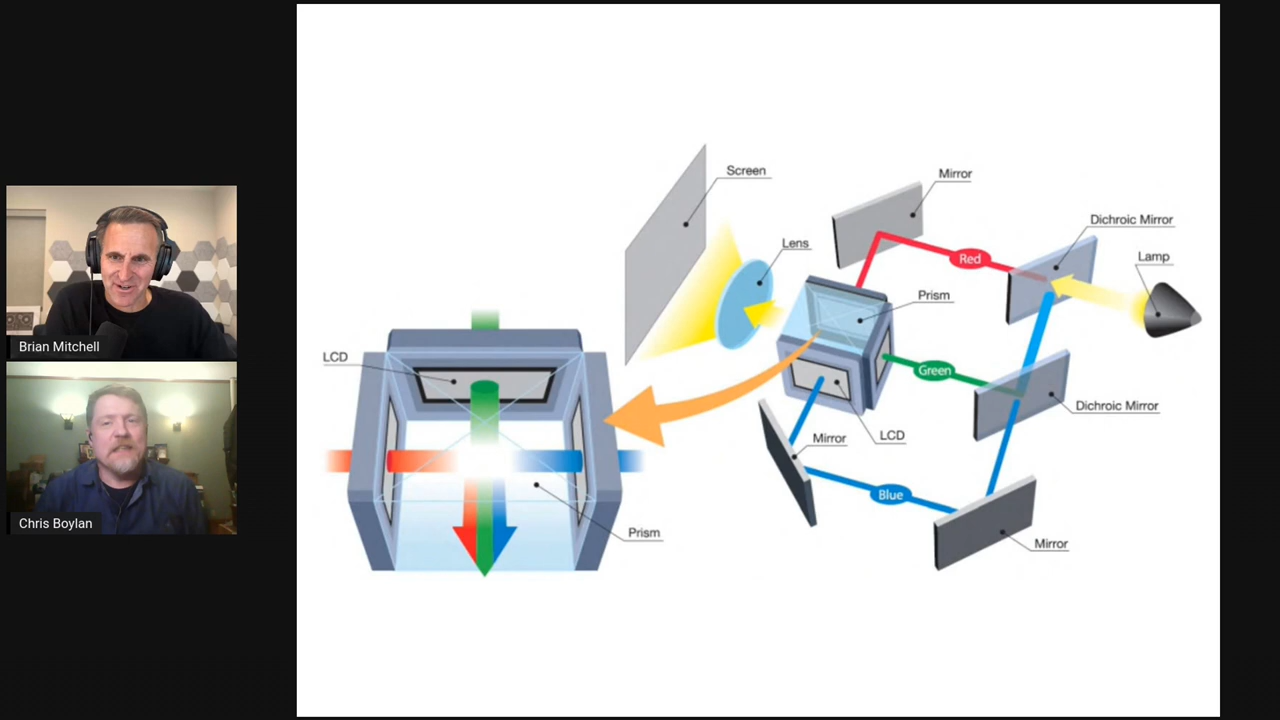 Brian Mitchell
Chris Boylan
Screen
Mirror
Dichroic Mirror
Lens
Lamp
Red
Prism
LCD
Green
Dichroic Mirror
Mirror
LCD
Blue
Prism
Mirror